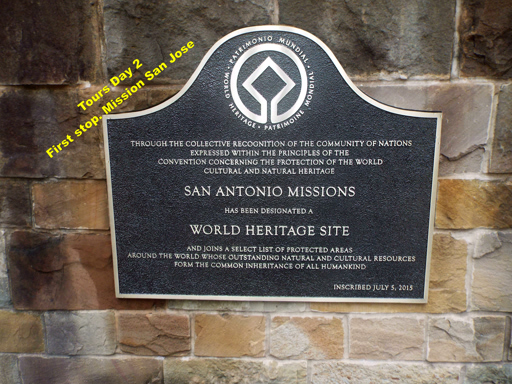 Tours Day 2
First stop, Mission San Jose
PATRIMONIO MUNDIAL • WORLD HERITAGE • PATRIMOINE MONDIAL
THROUGH THE COLLECTIVE RECOGNITION OF THE COMMUNITY OF NATIONS
EXPRESSED WITHIN THE PRINCIPLES OF THE
CONVENTION CONCERNING THE PROTECTION OF THE WORLD
CULTURAL AND NATURAL HERITAGE
SAN ANTONIO MISSIONS
HAS BEEN DESIGNATED A
WORLD HERITAGE SITE
AND JOINS A SELECT LIST OF PROTECTED AREAS
AROUND THE WORLD WHOSE OUTSTANDING NATURAL AND CULTURAL RESOURCES
FORM THE COMMON INHERITANCE OF ALL HUMANKIND
INSCRIBED JULY 5, 2015